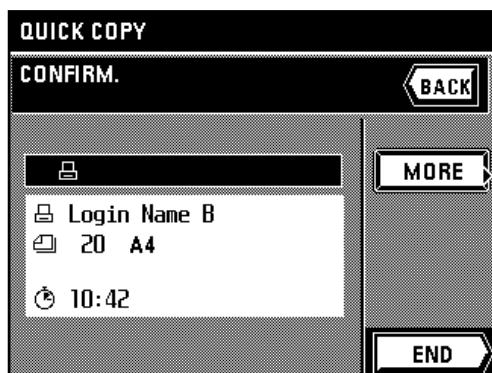 QUICK COPY
CONFIRM.
BACK
MORE
Login Name B
20 A4
10:42
END